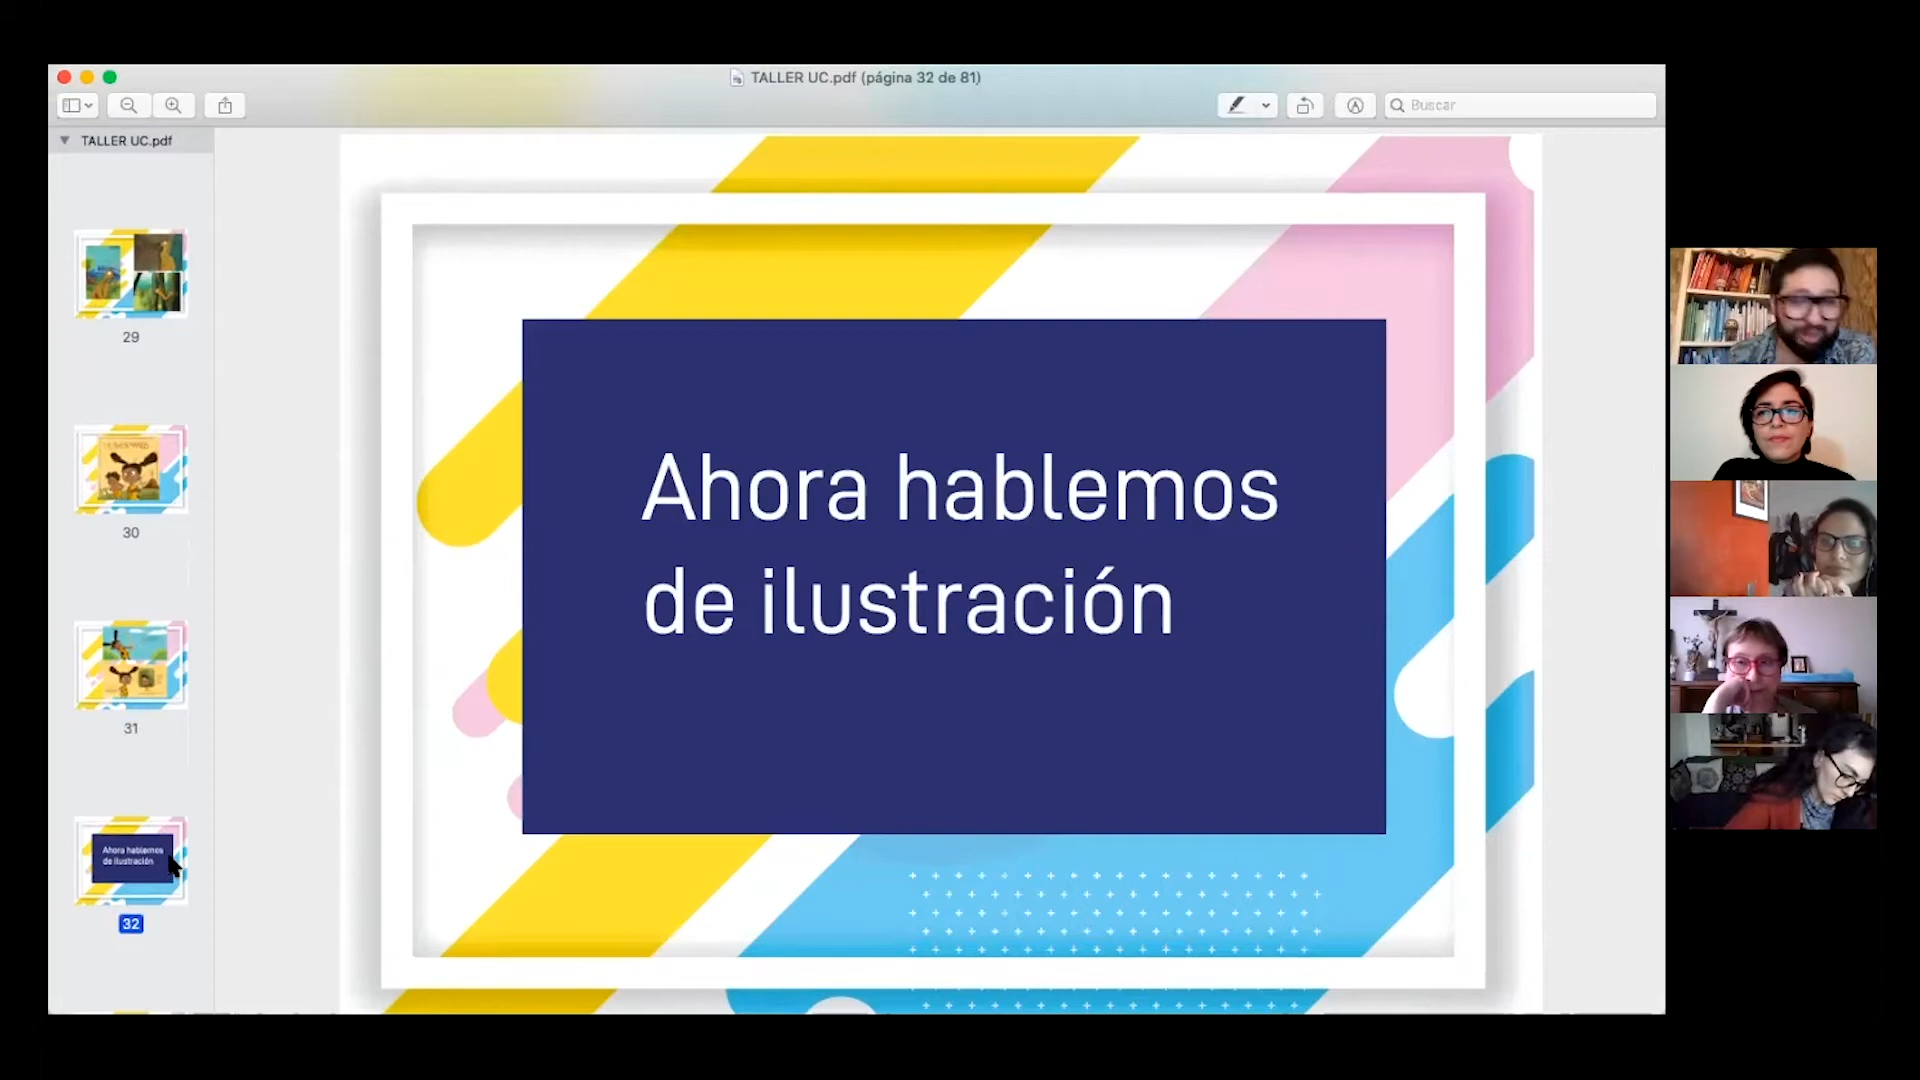 TALLER UC.pdf (página 32 de 81)
Buscar
TALLER UC.pdf
29
30
31
Ahora hablemos
de ilustración
32
Ahora hablemos
de ilustración